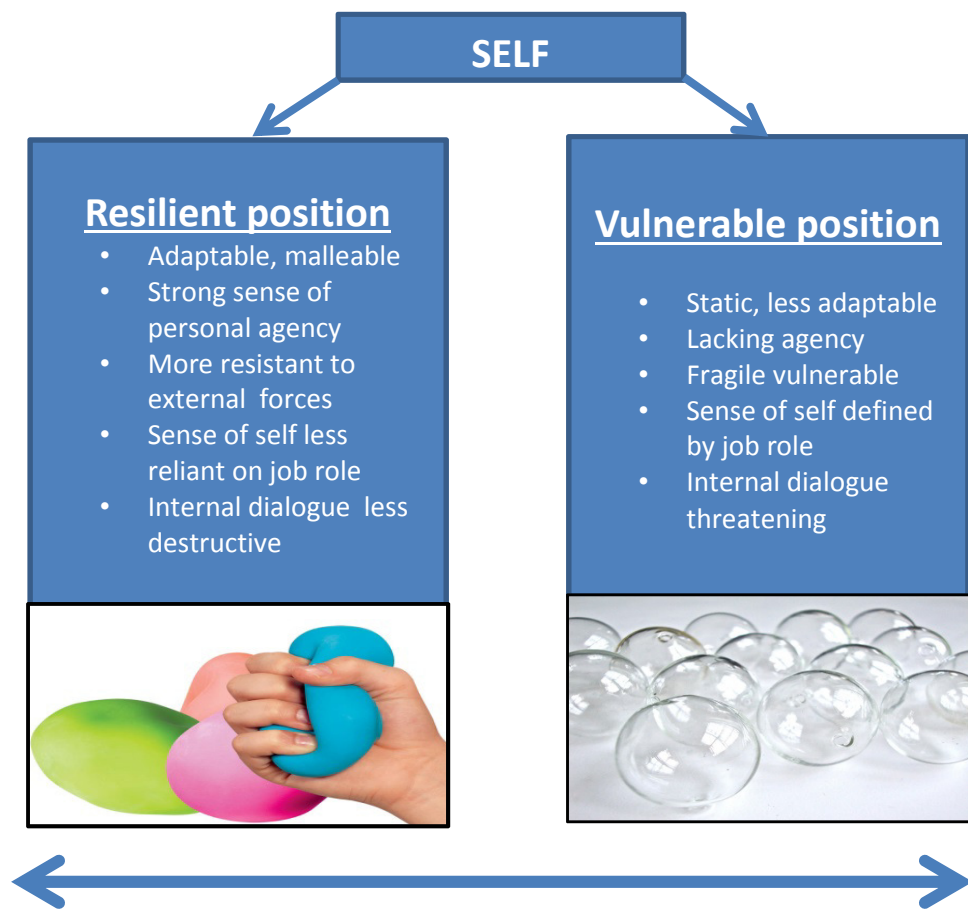 SELF
Resilient position
• Adaptable, malleable
• Strong sense of
personal agency
• More resistant to
external  forces
• Sense of self less
reliant on job role
• Internal dialogue  less
destructive
Vulnerable position
• Static, less adaptable
• Lacking agency
• Fragile vulnerable
• Sense of self defined
by job role
• Internal dialogue
threatening